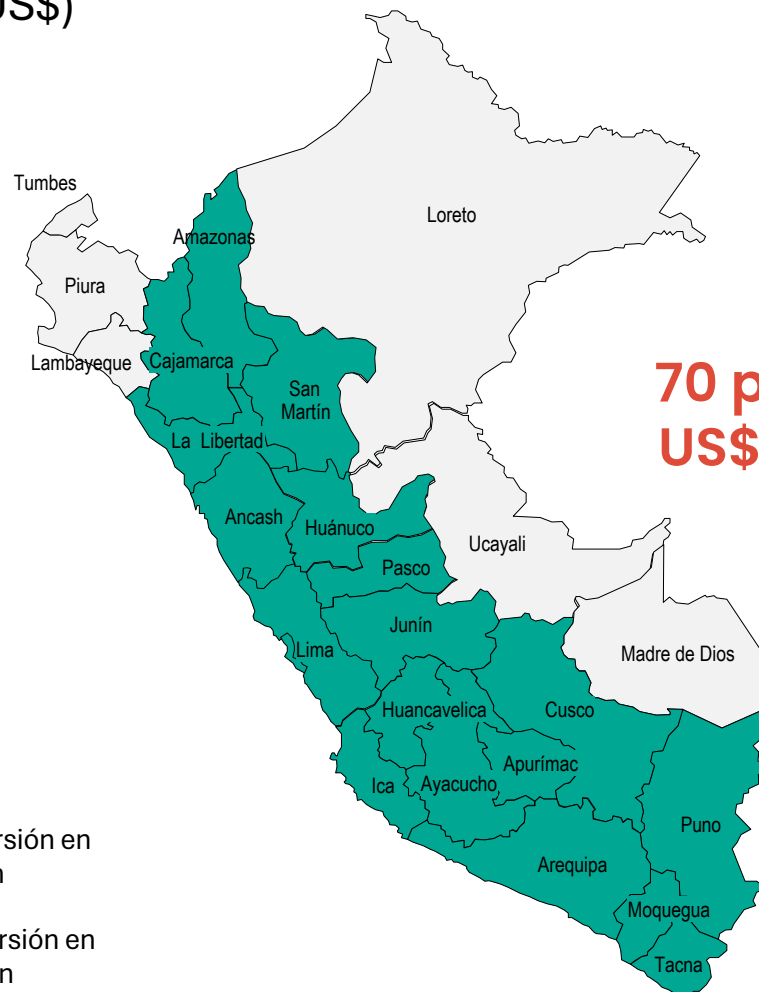 US$)
Tumbes
Loreto
Amazonas
Piura
Lambayeque
Cajamarca
San
Martín
70 p
US$
La Libertad
Ancash
Huánuco
Ucayali
Pasco
Junín
Lima
Madre de Dios
Huancavelica
Cusco
Apurímac
Ica
Ayacucho
Puno
rsión en
n
Arequipa
Moquegua
rsión en
n
Tacna